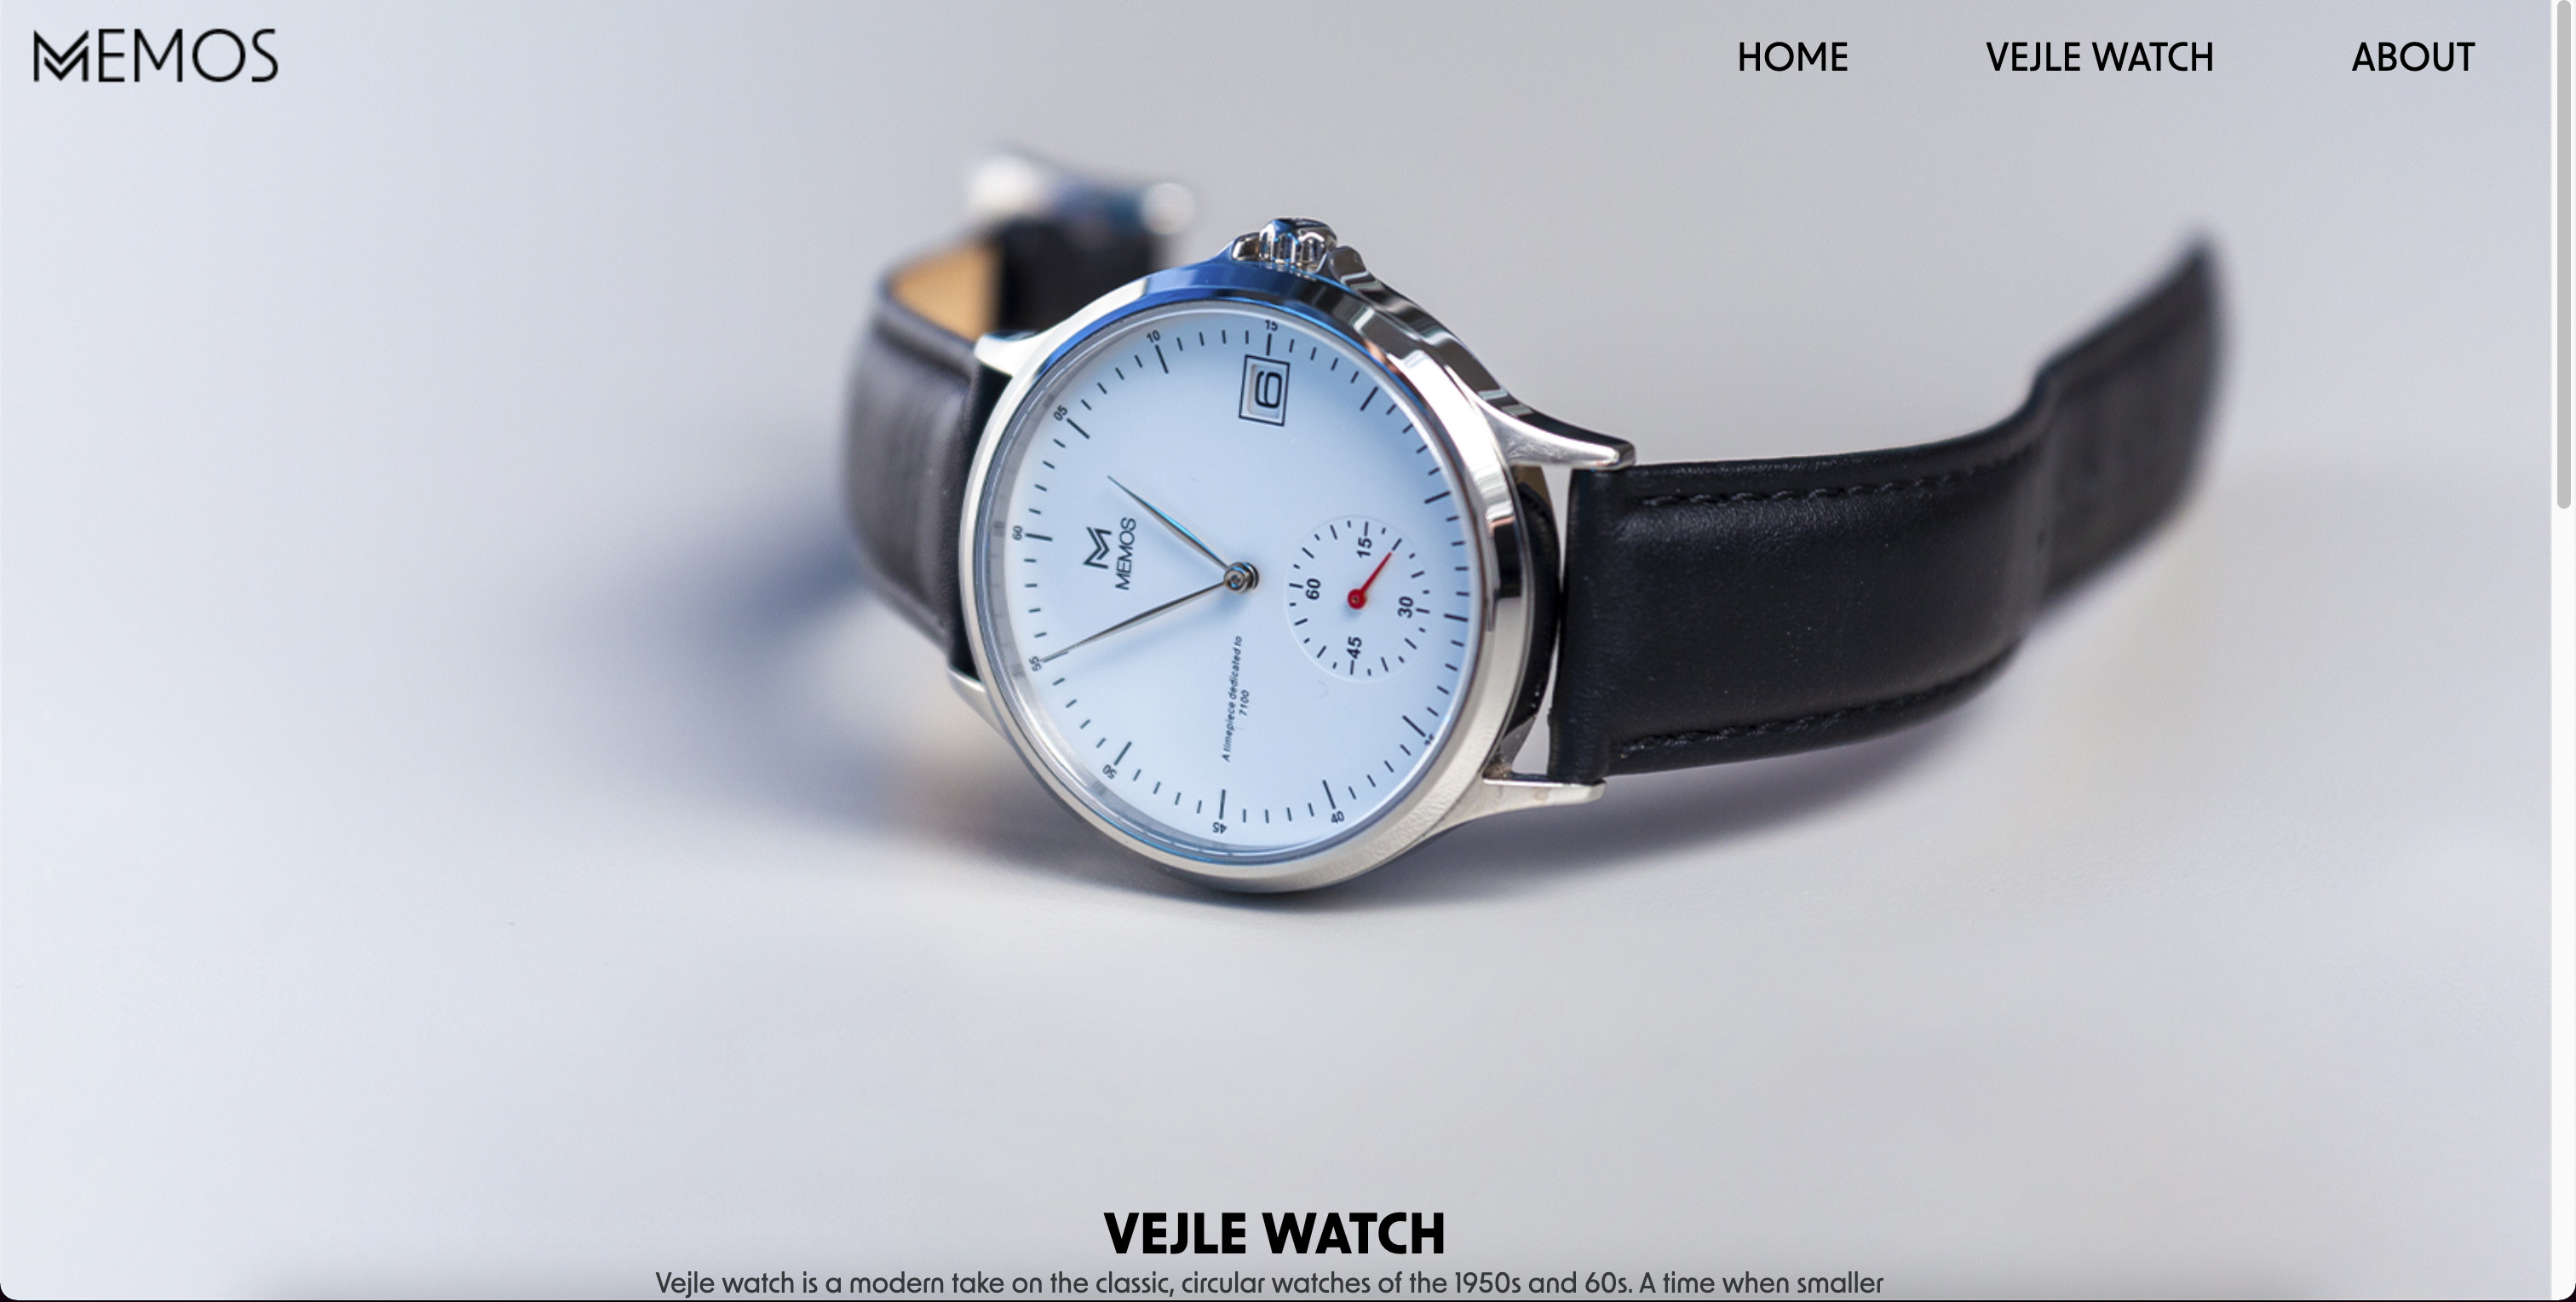 MEMOS
HOME VEJLE WATCH ABOUT
15
10
05
60
55
50
45
40
6
MEMOS
15
60
30
45
A timepiece dedicated to
7100
VEJLE WATCH
Vejle watch is a modern take on the classic, circular watches of the 1950s and 60s. A time when smaller